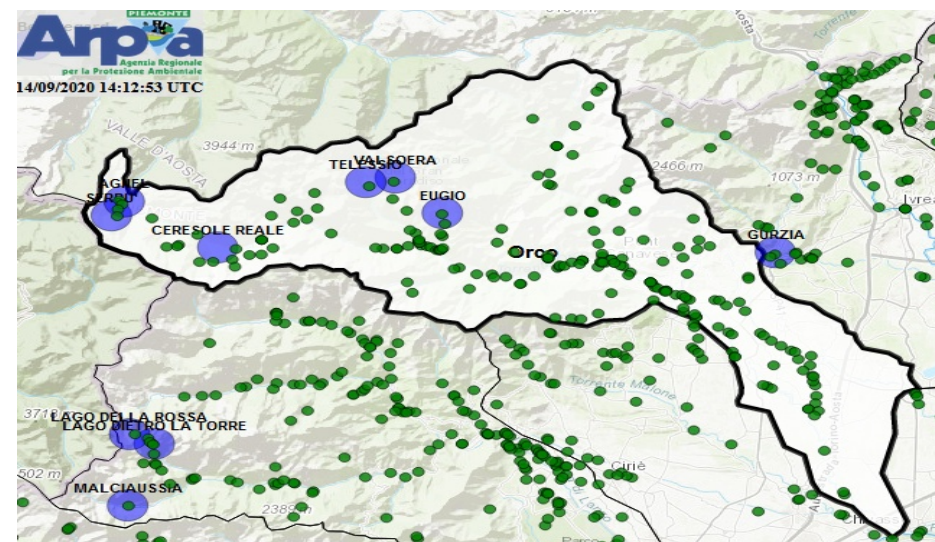 PIEMONTE
Arpa
Agenzia Regionale
per la Protezione Ambientale
14/09/2020 14:12:53 UTC
VALLE D'AOSTA
3944 m
TELESSIO
VALSOERA
AGNEL
SERRU
EUGIO
CERESOLE REALE
2466 m
1073 m
Ivrea
GURZIA
Orco
Torrente Malone
LAGO DELLA ROSSA
LAGO DIETRO LA TORRE
502 m
MALCIAUSSIA
2389
Ciriè